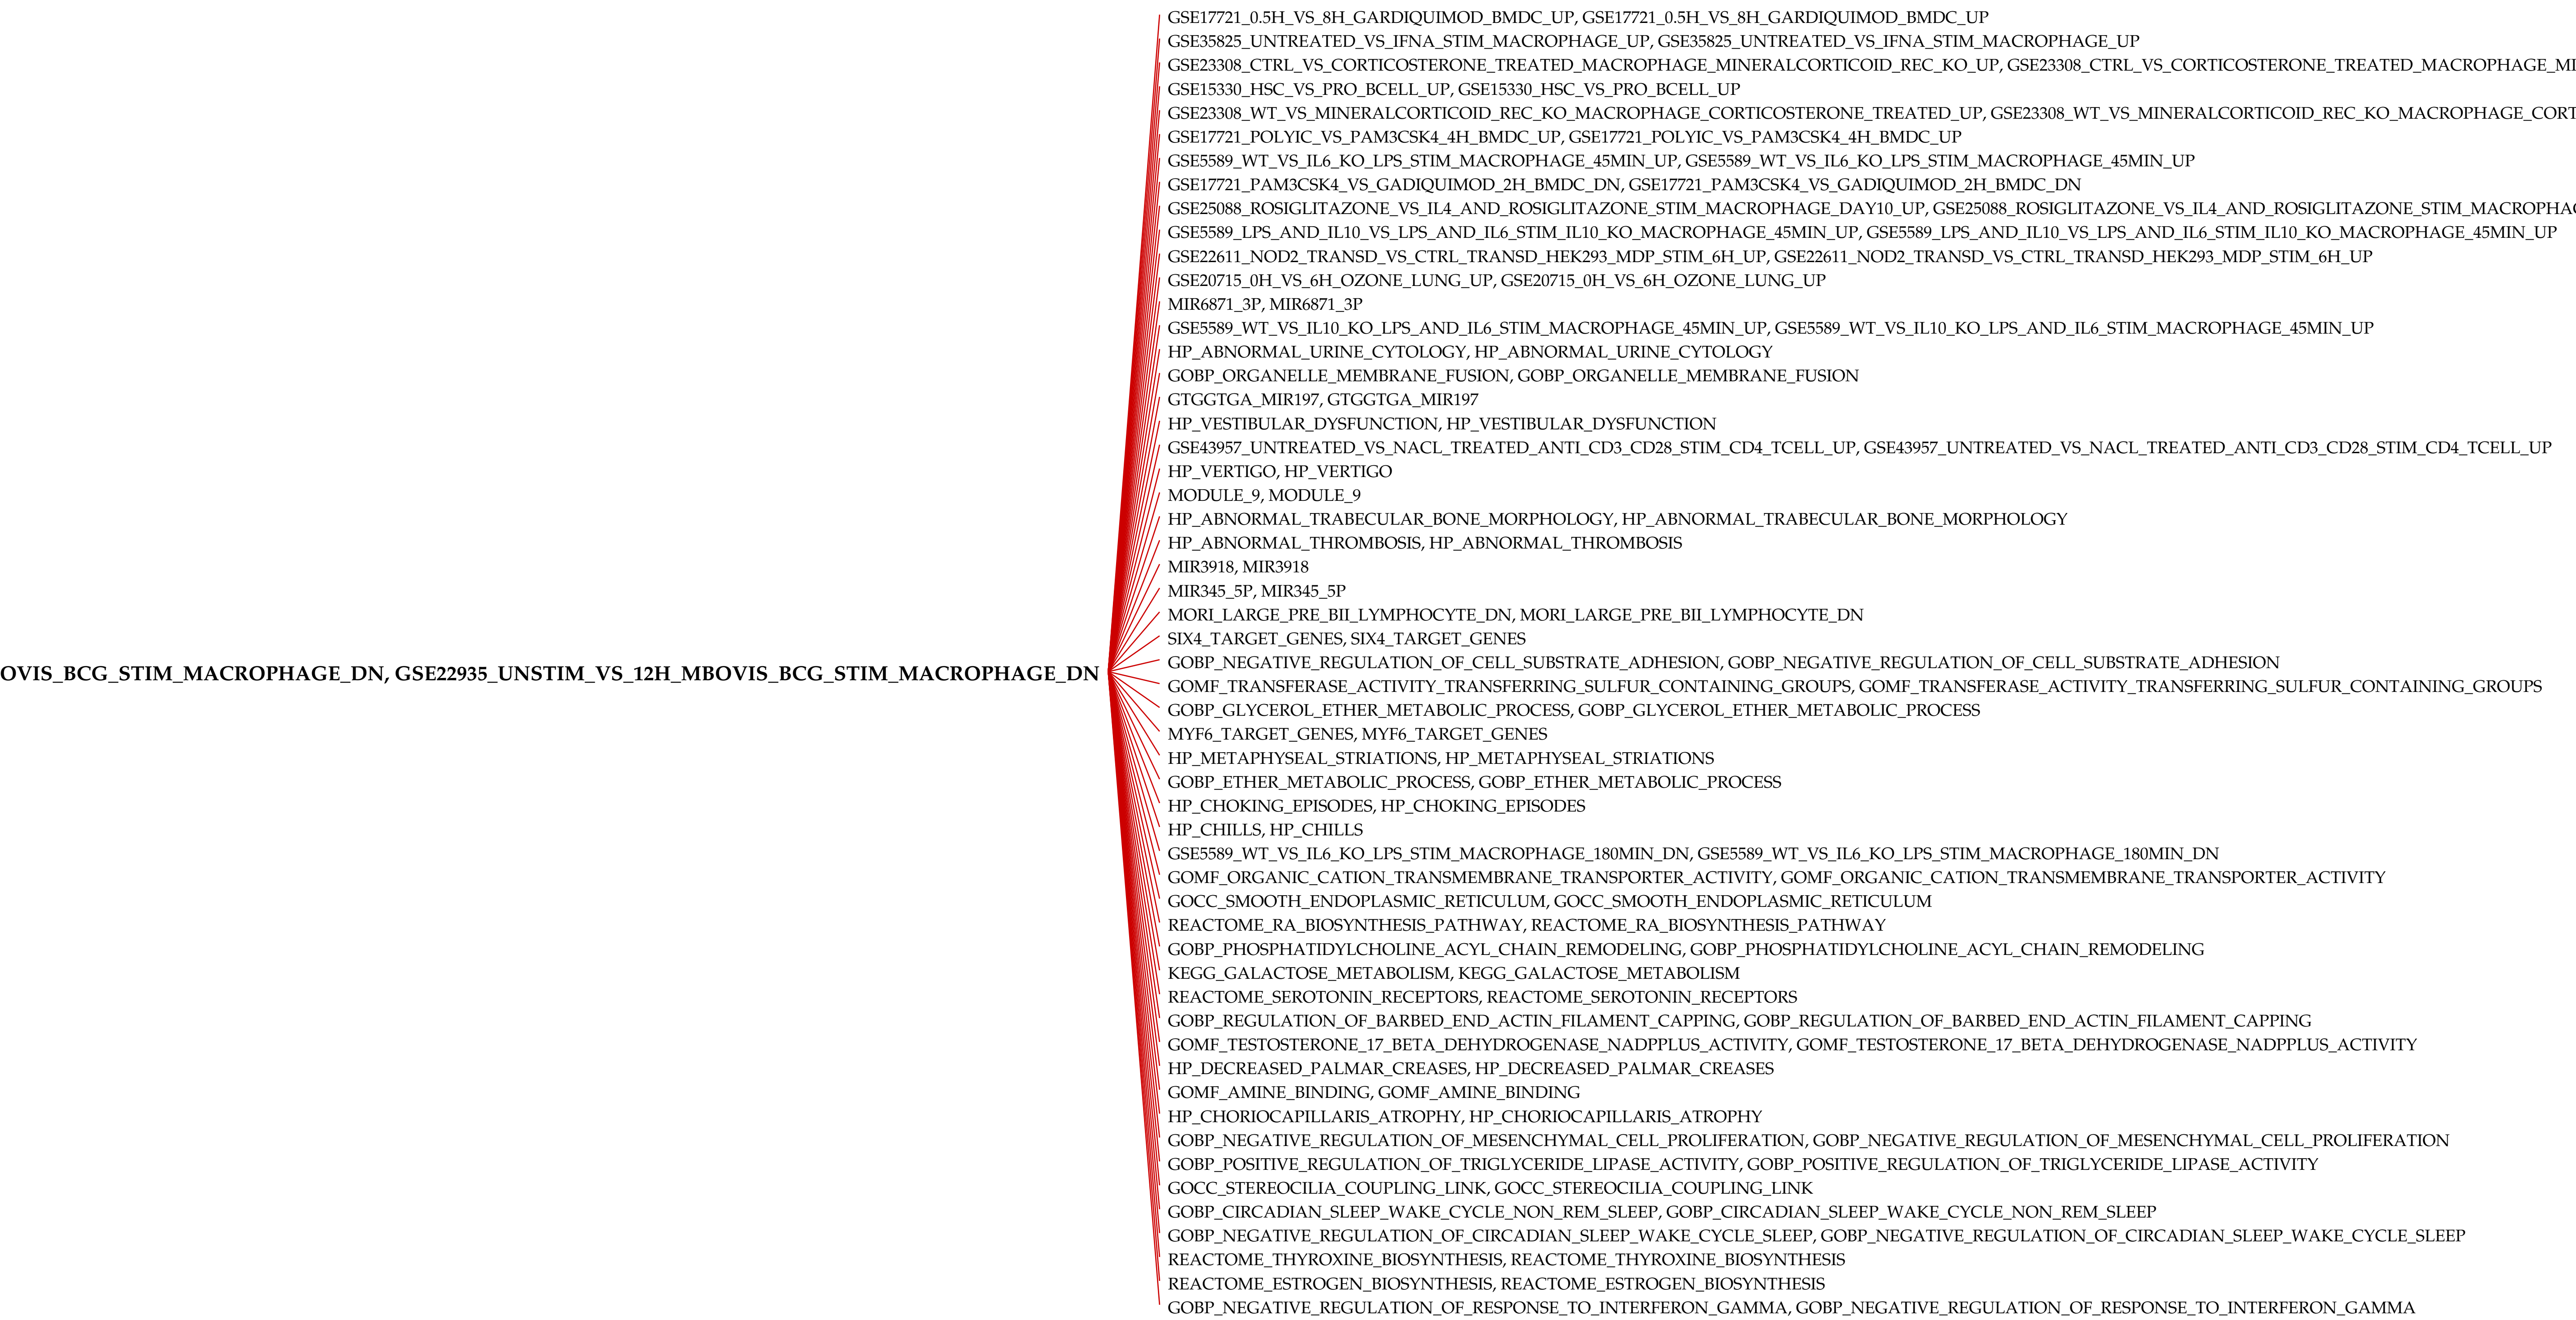 GSE17721_0.5H_VS_8H_GARDIQUIMOD_BMDC_UP, GSE17721_0.5H_VS_8H_GARDIQUIMOD_BMDC_UP
GSE35825_UNTREATED_VS_IFNA_STIM_MACROPHAGE_UP, GSE35825_UNTREATED_VS_IFNA_STIM_MACROPHAGE_UP
GSE23308_CTRL_VS_CORTICOSTERONE_TREATED_MACROPHAGE_MINERALCORTICOID_REC_KO_UP, GSE23308_CTRL_VS_CORTICOSTERONE_TREATED_MACROPHAGE_MI
GSE15330_HSC_VS_PRO_BCELL_UP, GSE15330_HSC_VS_PRO_BCELL_UP
GSE23308_WT_VS_MINERALCORTICOID_REC_KO_MACROPHAGE_CORTICOSTERONE_TREATED_UP, GSE23308_WT_VS_MINERALCORTICOID_REC_KO_MACROPHAGE_CORT
GSE17721_POLYIC_VS_PAM3CSK4_4H_BMDC_UP, GSE17721_POLYIC_VS_PAM3CSK4_4H_BMDC_UP
GSE5589_WT_VS_IL6_KO_LPS_STIM_MACROPHAGE_45MIN_UP, GSE5589_WT_VS_IL6_KO_LPS_STIM_MACROPHAGE_45MIN_UP
GSE17721_PAM3CSK4_VS_GADIQUIMOD_2H_BMDC_DN, GSE17721_PAM3CSK4_VS_GADIQUIMOD_2H_BMDC_DN
GSE25088_ROSIGLITAZONE_VS_IL4_AND_ROSIGLITAZONE_STIM_MACROPHAGE_DAY10_UP, GSE25088_ROSIGLITAZONE_VS_IL4_AND_ROSIGLITAZONE_STIM_MACROPHAG
GSE5589_LPS_AND_IL10_VS_LPS_AND_IL6_STIM_IL10_KO_MACROPHAGE_45MIN_UP, GSE5589_LPS_AND_IL10_VS_LPS_AND_IL6_STIM_IL10_KO_MACROPHAGE_45MIN_UP
GSE22611_NOD2_TRANSD_VS_CTRL_TRANSD_HEK293_MDP_STIM_6H_UP, GSE22611_NOD2_TRANSD_VS_CTRL_TRANSD_HEK293_MDP_STIM_6H_UP
GSE20715_0H_VS_6H_OZONE_LUNG_UP, GSE20715_0H_VS_6H_OZONE_LUNG_UP
MIR6871_3P, MIR6871_3P
GSE5589_WT_VS_IL10_KO_LPS_AND_IL6_STIM_MACROPHAGE_45MIN_UP, GSE5589_WT_VS_IL10_KO_LPS_AND_IL6_STIM_MACROPHAGE_45MIN_UP
HP_ABNORMAL_URINE_CYTOLOGY, HP_ABNORMAL_URINE_CYTOLOGY
GOBP_ORGANELLE_MEMBRANE_FUSION, GOBP_ORGANELLE_MEMBRANE_FUSION
GTGGTGA_MIR197, GTGGTGA_MIR197
HP_VESTIBULAR_DYSFUNCTION, HP_VESTIBULAR_DYSFUNCTION
GSE43957_UNTREATED_VS_NACL_TREATED_ANTI_CD3_CD28_STIM_CD4_TCELL_UP, GSE43957_UNTREATED_VS_NACL_TREATED_ANTI_CD3_CD28_STIM_CD4_TCELL_UP
HP_VERTIGO, HP_VERTIGO
MODULE_9, MODULE_9
HP_ABNORMAL_TRABECULAR_BONE_MORPHOLOGY, HP_ABNORMAL_TRABECULAR_BONE_MORPHOLOGY
HP_ABNORMAL_THROMBOSIS, HP_ABNORMAL_THROMBOSIS
MIR3918, MIR3918
MIR345_5P, MIR345_5P
MORI_LARGE_PRE_BII_LYMPHOCYTE_DN, MORI_LARGE_PRE_BII_LYMPHOCYTE_DN
SIX4_TARGET_GENES, SIX4_TARGET_GENES
GOBP_NEGATIVE_REGULATION_OF_CELL_SUBSTRATE_ADHESION, GOBP_NEGATIVE_REGULATION_OF_CELL_SUBSTRATE_ADHESION
OVIS_BCG_STIM_MACROPHAGE_DN, GSE22935_UNSTIM_VS_12H_MBOVIS_BCG_STIM_MACROPHAGE_DN
GOMF_TRANSFERASE_ACTIVITY_TRANSFERRING_SULFUR_CONTAINING_GROUPS, GOMF_TRANSFERASE_ACTIVITY_TRANSFERRING_SULFUR_CONTAINING_GROUPS
GOBP_GLYCEROL_ETHER_METABOLIC_PROCESS, GOBP_GLYCEROL_ETHER_METABOLIC_PROCESS
MYF6_TARGET_GENES, MYF6_TARGET_GENES
HP_METAPHYSEAL_STRIATIONS, HP_METAPHYSEAL_STRIATIONS
GOBP_ETHER_METABOLIC_PROCESS, GOBP_ETHER_METABOLIC_PROCESS
HP_CHOKING_EPISODES, HP_CHOKING_EPISODES
HP_CHILLS, HP_CHILLS
GSE5589_WT_VS_IL6_KO_LPS_STIM_MACROPHAGE_180MIN_DN, GSE5589_WT_VS_IL6_KO_LPS_STIM_MACROPHAGE_180MIN_DN
GOMF_ORGANIC_CATION_TRANSMEMBRANE_TRANSPORTER_ACTIVITY, GOMF_ORGANIC_CATION_TRANSMEMBRANE_TRANSPORTER_ACTIVITY
GOCC_SMOOTH_ENDOPLASMIC_RETICULUM, GOCC_SMOOTH_ENDOPLASMIC_RETICULUM
REACTOME_RA_BIOSYNTHESIS_PATHWAY, REACTOME_RA_BIOSYNTHESIS_PATHWAY
GOBP_PHOSPHATIDYLCHOLINE_ACYL_CHAIN_REMODELING, GOBP_PHOSPHATIDYLCHOLINE_ACYL_CHAIN_REMODELING
KEGG_GALACTOSE_METABOLISM, KEGG_GALACTOSE_METABOLISM
REACTOME_SEROTONIN_RECEPTORS, REACTOME_SEROTONIN_RECEPTORS
GOBP_REGULATION_OF_BARBED_END_ACTIN_FILAMENT_CAPPING, GOBP_REGULATION_OF_BARBED_END_ACTIN_FILAMENT_CAPPING
GOMF_TESTOSTERONE_17_BETA_DEHYDROGENASE_NADPPLUS_ACTIVITY, GOMF_TESTOSTERONE_17_BETA_DEHYDROGENASE_NADPPLUS_ACTIVITY
HP_DECREASED_PALMAR_CREASES, HP_DECREASED_PALMAR_CREASES
GOMF_AMINE_BINDING, GOMF_AMINE_BINDING
HP_CHORIOCAPILLARIS_ATROPHY, HP_CHORIOCAPILLARIS_ATROPHY
GOBP_NEGATIVE_REGULATION_OF_MESENCHYMAL_CELL_PROLIFERATION, GOBP_NEGATIVE_REGULATION_OF_MESENCHYMAL_CELL_PROLIFERATION
GOBP_POSITIVE_REGULATION_OF_TRIGLYCERIDE_LIPASE_ACTIVITY, GOBP_POSITIVE_REGULATION_OF_TRIGLYCERIDE_LIPASE_ACTIVITY
GOCC_STEREOCILIA_COUPLING_LINK, GOCC_STEREOCILIA_COUPLING_LINK
GOBP_CIRCADIAN_SLEEP_WAKE_CYCLE_NON_REM_SLEEP, GOBP_CIRCADIAN_SLEEP_WAKE_CYCLE_NON_REM_SLEEP
GOBP_NEGATIVE_REGULATION_OF_CIRCADIAN_SLEEP_WAKE_CYCLE_SLEEP, GOBP_NEGATIVE_REGULATION_OF_CIRCADIAN_SLEEP_WAKE_CYCLE_SLEEP
REACTOME_THYROXINE_BIOSYNTHESIS, REACTOME_THYROXINE_BIOSYNTHESIS
REACTOME_ESTROGEN_BIOSYNTHESIS, REACTOME_ESTROGEN_BIOSYNTHESIS
GOBP_NEGATIVE_REGULATION_OF_RESPONSE_TO_INTERFERON_GAMMA, GOBP_NEGATIVE_REGULATION_OF_RESPONSE_TO_INTERFERON_GAMMA